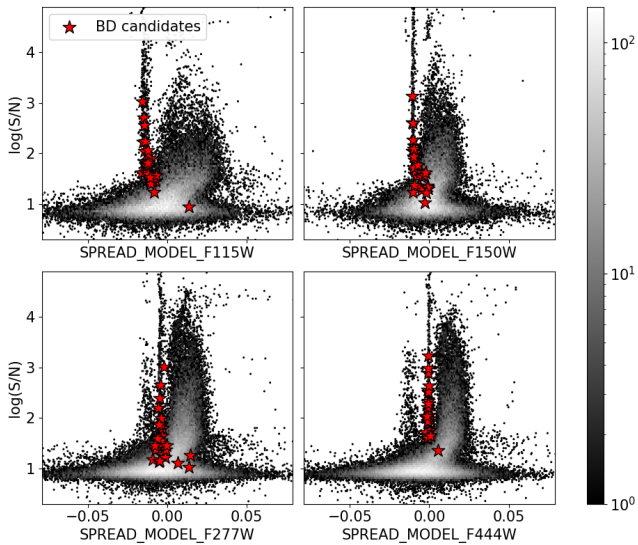 BD candidates
4
3
2
1
log(S/N)
SPREAD_MODEL_F115W
SPREAD_MODEL_F150W
4
3
2
1
log(S/N)
−0.05 0.00 0.05
−0.05 0.00 0.05
SPREAD_MODEL_F277W
SPREAD_MODEL_F444W
10²
10¹
10⁰